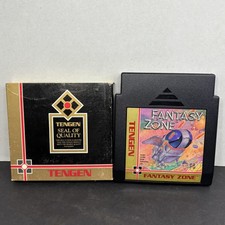 TENGEN
SEAL OF
QUALITY
TENGEN
FANTASY
ZONE
TENGEN
FANTASY ZONE